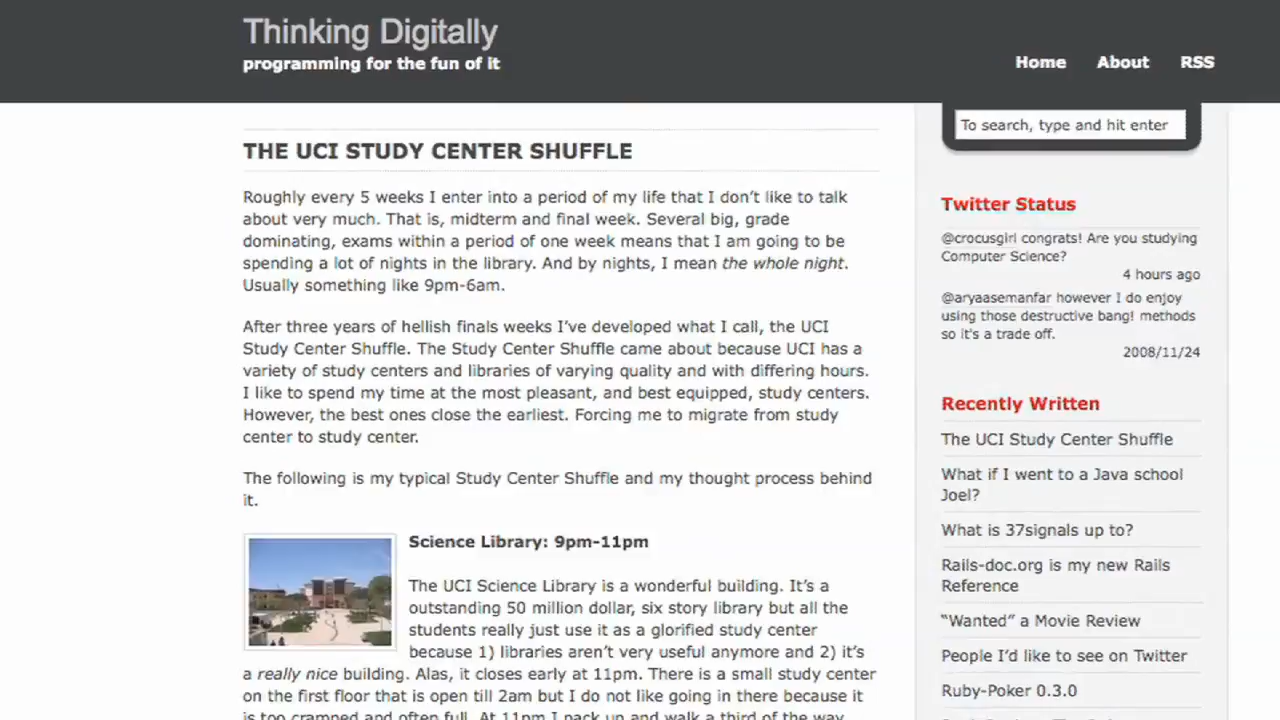 Thinking Digitally
programming for the fun of it
Home About RSS
To search, type and hit enter
THE UCI STUDY CENTER SHUFFLE
Roughly every 5 weeks I enter into a period of my life that I don't like to talk
about very much. That is, midterm and final week. Several big, grade
dominating, exams within a period of one week means that I am going to be
spending a lot of nights in the library. And by nights, I mean the whole night.
Usually something like 9pm-6am.
After three years of hellish finals weeks I've developed what I call, the UCI
Study Center Shuffle. The Study Center Shuffle came about because UCI has a
variety of study centers and libraries of varying quality and with differing hours.
I like to spend my time at the most pleasant, and best equipped, study centers.
However, the best ones close the earliest. Forcing me to migrate from study
center to study center.
The following is my typical Study Center Shuffle and my thought process behind
it.
Science Library: 9pm-11pm
The UCI Science Library is a wonderful building. It's a
outstanding 50 million dollar, six story library but all the
students really just use it as a glorified study center
because 1) libraries aren't very useful anymore and 2) it's
a really nice building. Alas, it closes early at 11pm. There is a small study center
on the first floor that is open till 2am but I do not like going in there because it
is too cramped and often full. At 11pm I pack up and walk a third of the way
Twitter Status
@crocusgirl congrats! Are you studying
Computer Science?
4 hours ago
@aryaasemanfar however I do enjoy
using those destructive bang! methods
so it's a trade off.
2008/11/24
Recently Written
The UCI Study Center Shuffle
What if I went to a Java school
Joel?
What is 37signals up to?
Rails-doc.org is my new Rails
Reference
"Wanted" a Movie Review
People I'd like to see on Twitter
Ruby-Poker 0.3.0